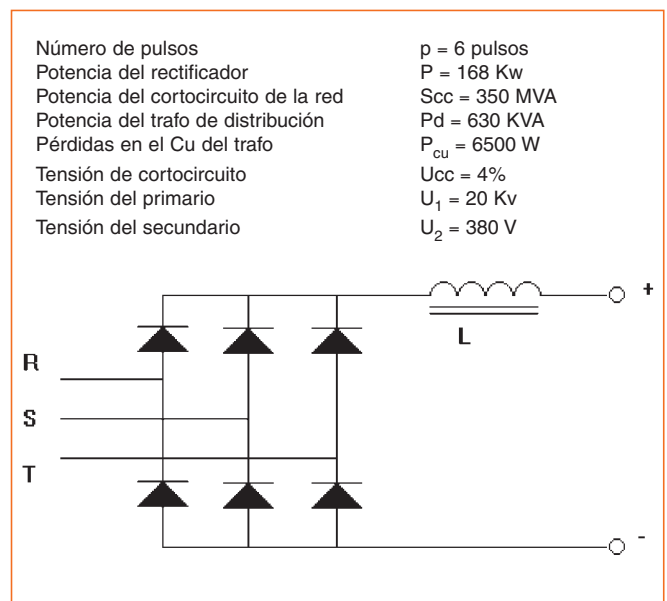 Número de pulsos p = 6 pulsos
Potencia del rectificador P = 168 Kw
Potencia del cortocircuito de la red Scc = 350 MVA
Potencia del trafo de distribución Pd = 630 KVA
Pérdidas en el Cu del trafo Pcu = 6500 W
Tensión de cortocircuito Ucc = 4%
Tensión del primario U1 = 20 Kv
Tensión del secundario U2 = 380 V
+
L
R
S
T
-